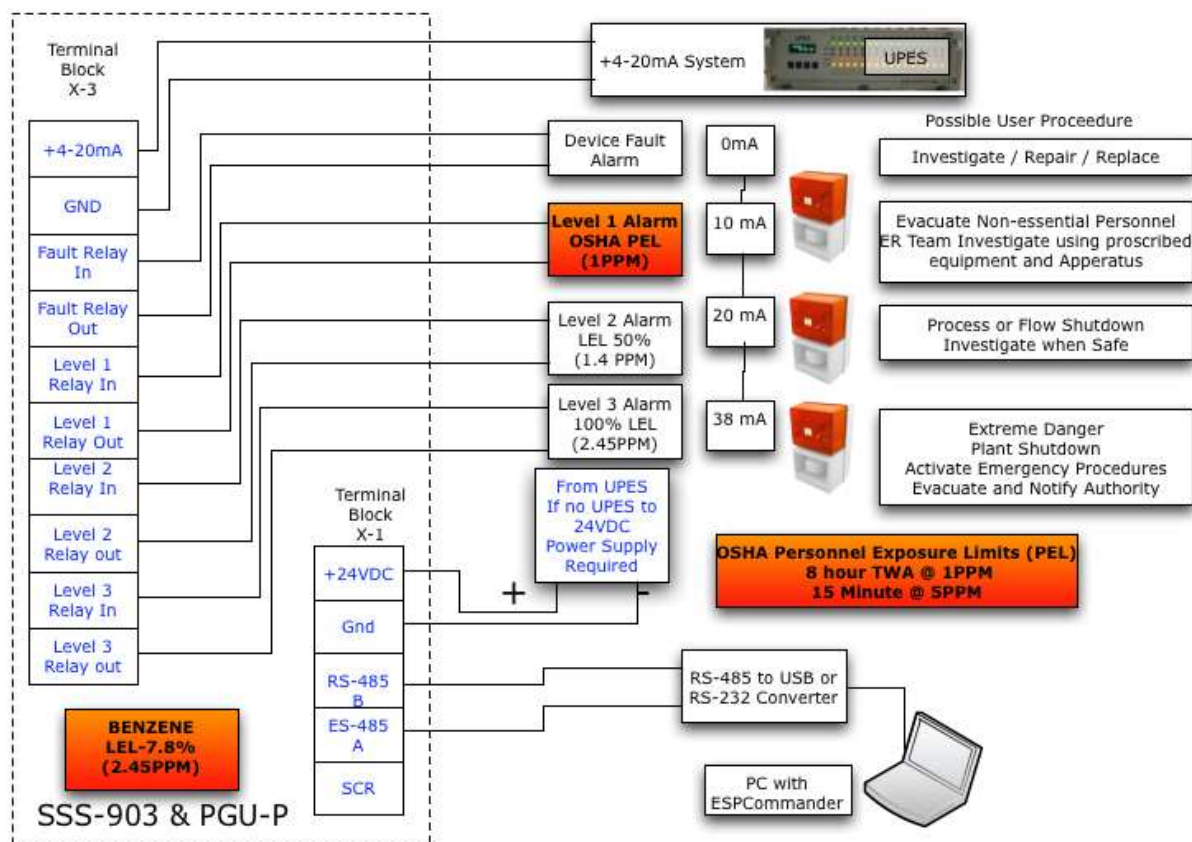 Terminal
Block
X-3
+4-20mA
GND
Fault Relay
In
Fault Relay
Out
Level 1
Relay In
Level 1
Relay Out
Level 2
Relay In
Level 2
Relay out
Level 3
Relay In
Level 3
Relay out
BENZENE
LEL-7.8%
(2.45PPM)
SSS-903 & PGU-P
Terminal
Block
X-1
+24VDC
Gnd
RS-485
B
ES-485
A
SCR
+4-20mA System
UPES
Device Fault
Alarm
Level 1 Alarm
OSHA PEL
(1PPM)
Level 2 Alarm
LEL 50%
(1.4 PPM)
Level 3 Alarm
100% LEL
(2.45PPM)
From UPES
If no UPES to
24VDC
Power Supply
Required
+
-
0mA
10 mA
20 mA
38 mA
Possible User Proceedure
Investigate / Repair / Replace
Evacuate Non-essential Personnel
ER Team Investigate using proscribed
equipment and Apparatus
Process or Flow Shutdown
Investigate when Safe
Extreme Danger
Plant Shutdown
Activate Emergency Procedures
Evacuate and Notify Authority
OSHA Personnel Exposure Limits (PEL)
8 hour TWA @ 1PPM
15 Minute @ 5PPM
RS-485 to USB or
RS-232 Converter
PC with
ESPCommander